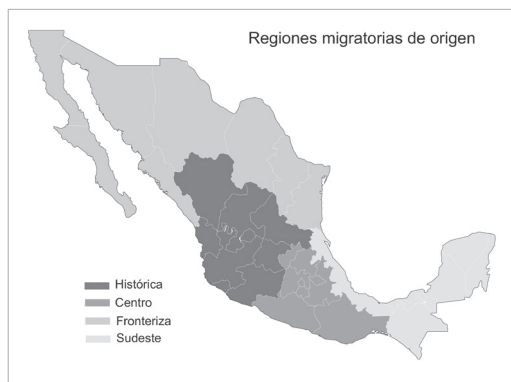 Regiones migratorias de origen
Histórica
Centro
Fronteriza
Sudeste